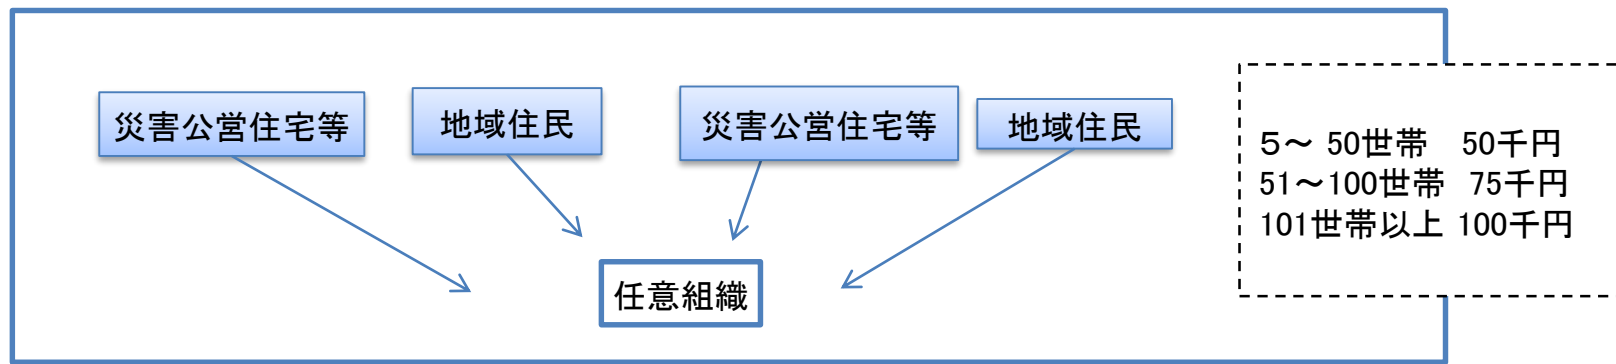 災害公営住宅等
地域住民
災害公営住宅等
地域住民
5～ 50世帯　50千円
51～100世帯　75千円
101世帯以上 100千円
任意組織